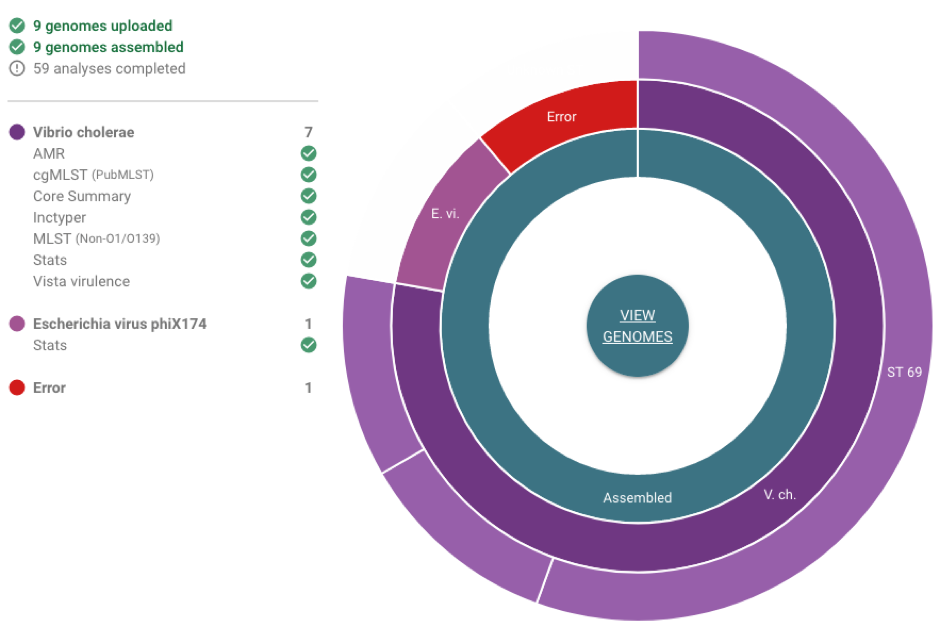 9 genomes uploaded
9 genomes assembled
59 analyses completed
Vibrio cholerae 7
AMR
cgMLST (PubMLST)
Core Summary
Inctyper
MLST (Non-O1/O139)
Stats
Vista virulence
Escherichia virus phiX174 1
Stats
Error 1
Error
E. vi.
VIEW
GENOMES
ST 69
Assembled
V. ch.